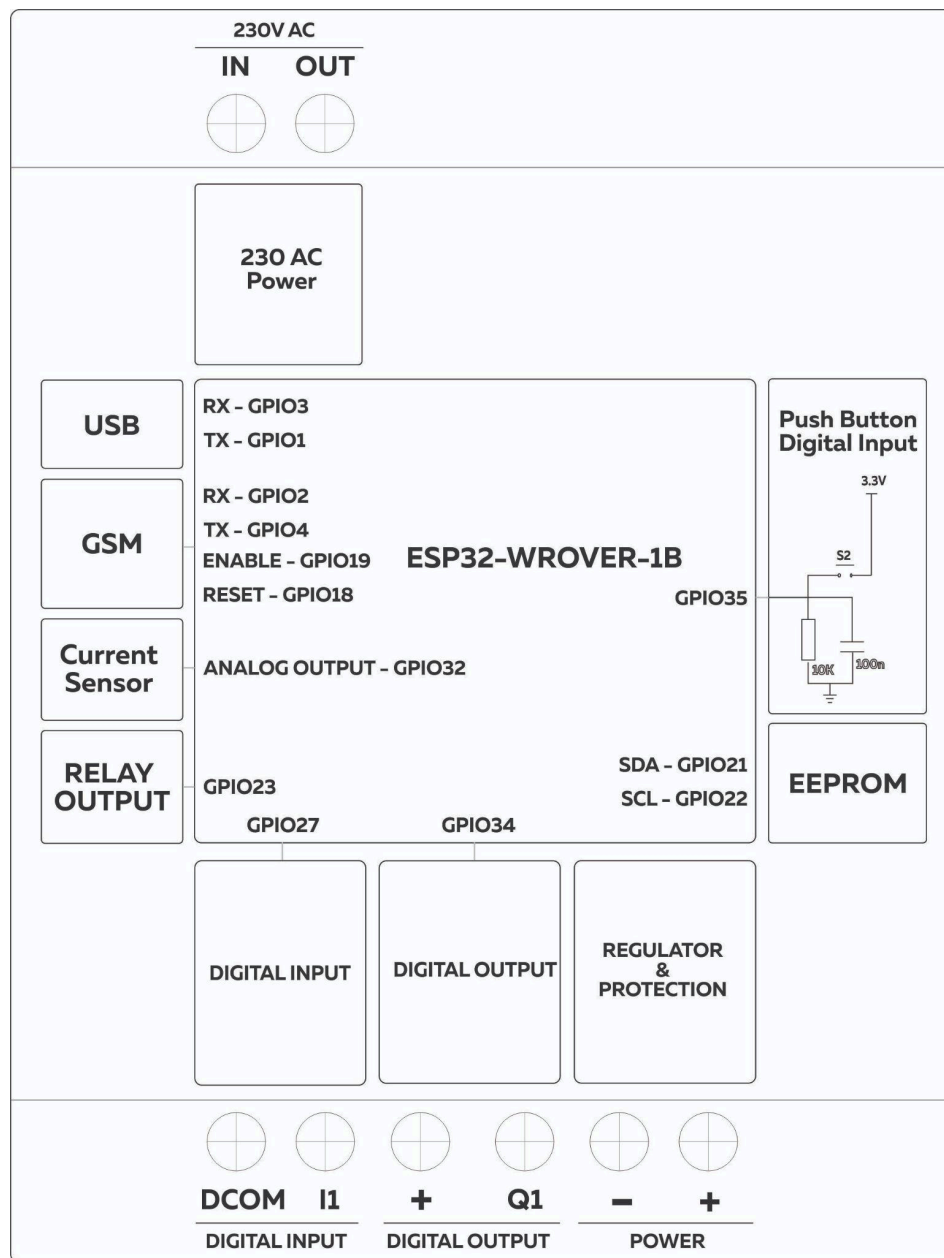 230V AC
IN OUT
230 AC
Power
USB
RX - GPIO3
TX - GPIO1
GSM
RX - GPIO2
TX - GPIO4
ENABLE - GPIO19
RESET - GPIO18
ESP32-WROVER-1B
GPIO35
Push Button
Digital Input
3.3V
S2
10K
100n
Current
Sensor
ANALOG OUTPUT - GPIO32
RELAY
OUTPUT
GPIO23
GPIO27
GPIO34
SDA - GPIO21
SCL - GPIO22
EEPROM
DIGITAL INPUT
DIGITAL OUTPUT
REGULATOR
&
PROTECTION
DCOM I1 + Q1 - +
DIGITAL INPUT DIGITAL OUTPUT POWER